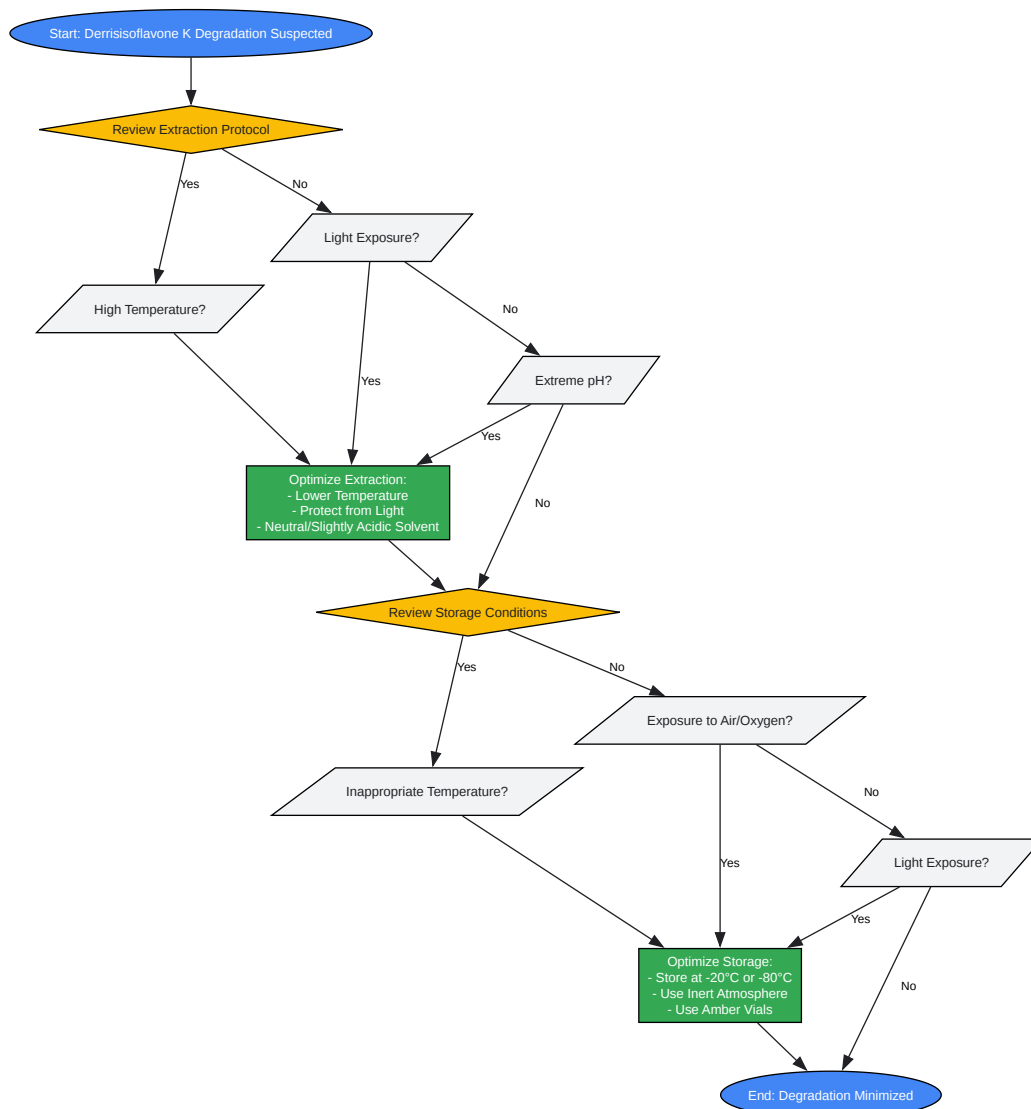 Start: Derrisisoflavone K Degradation Suspected
Review Extraction Protocol
Yes
No
Light Exposure?
High Temperature?
No
Yes
Extreme pH?
Yes
Optimize Extraction:
- Lower Temperature
- Protect from Light
- Neutral/Slightly Acidic Solvent
No
Review Storage Conditions
Yes
No
Exposure to Air/Oxygen?
Inappropriate Temperature?
No
Yes
Light Exposure?
Yes
Optimize Storage:
- Store at -20°C or -80°C
- Use Inert Atmosphere
- Use Amber Vials
No
End: Degradation Minimized